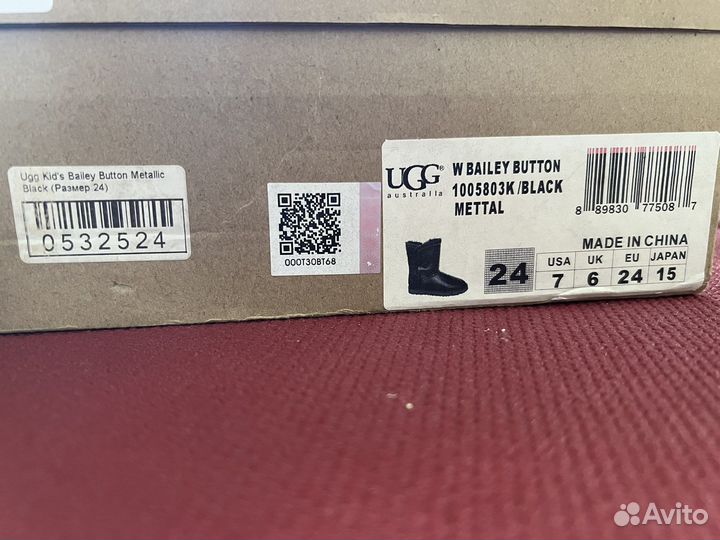 Ugg Kid's Bailey Button Metallic
Black (Размер 24)
0532524
000T30BT68
UGG®
australia
W BAILEY BUTTON
1005803K/BLACK
METTAL
8 89830 77508 7
MADE IN CHINA
24
USA UK EU JAPAN
7 6 24 15
Avito